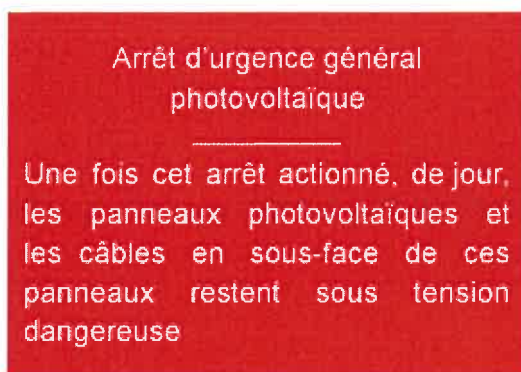 Arrêt d'urgence général
photovoltaïque
Une fois cet arrêt actionné, de jour,
les panneaux photovoltaïques et
les câbles en sous-face de ces
panneaux restent sous tension
dangereuse